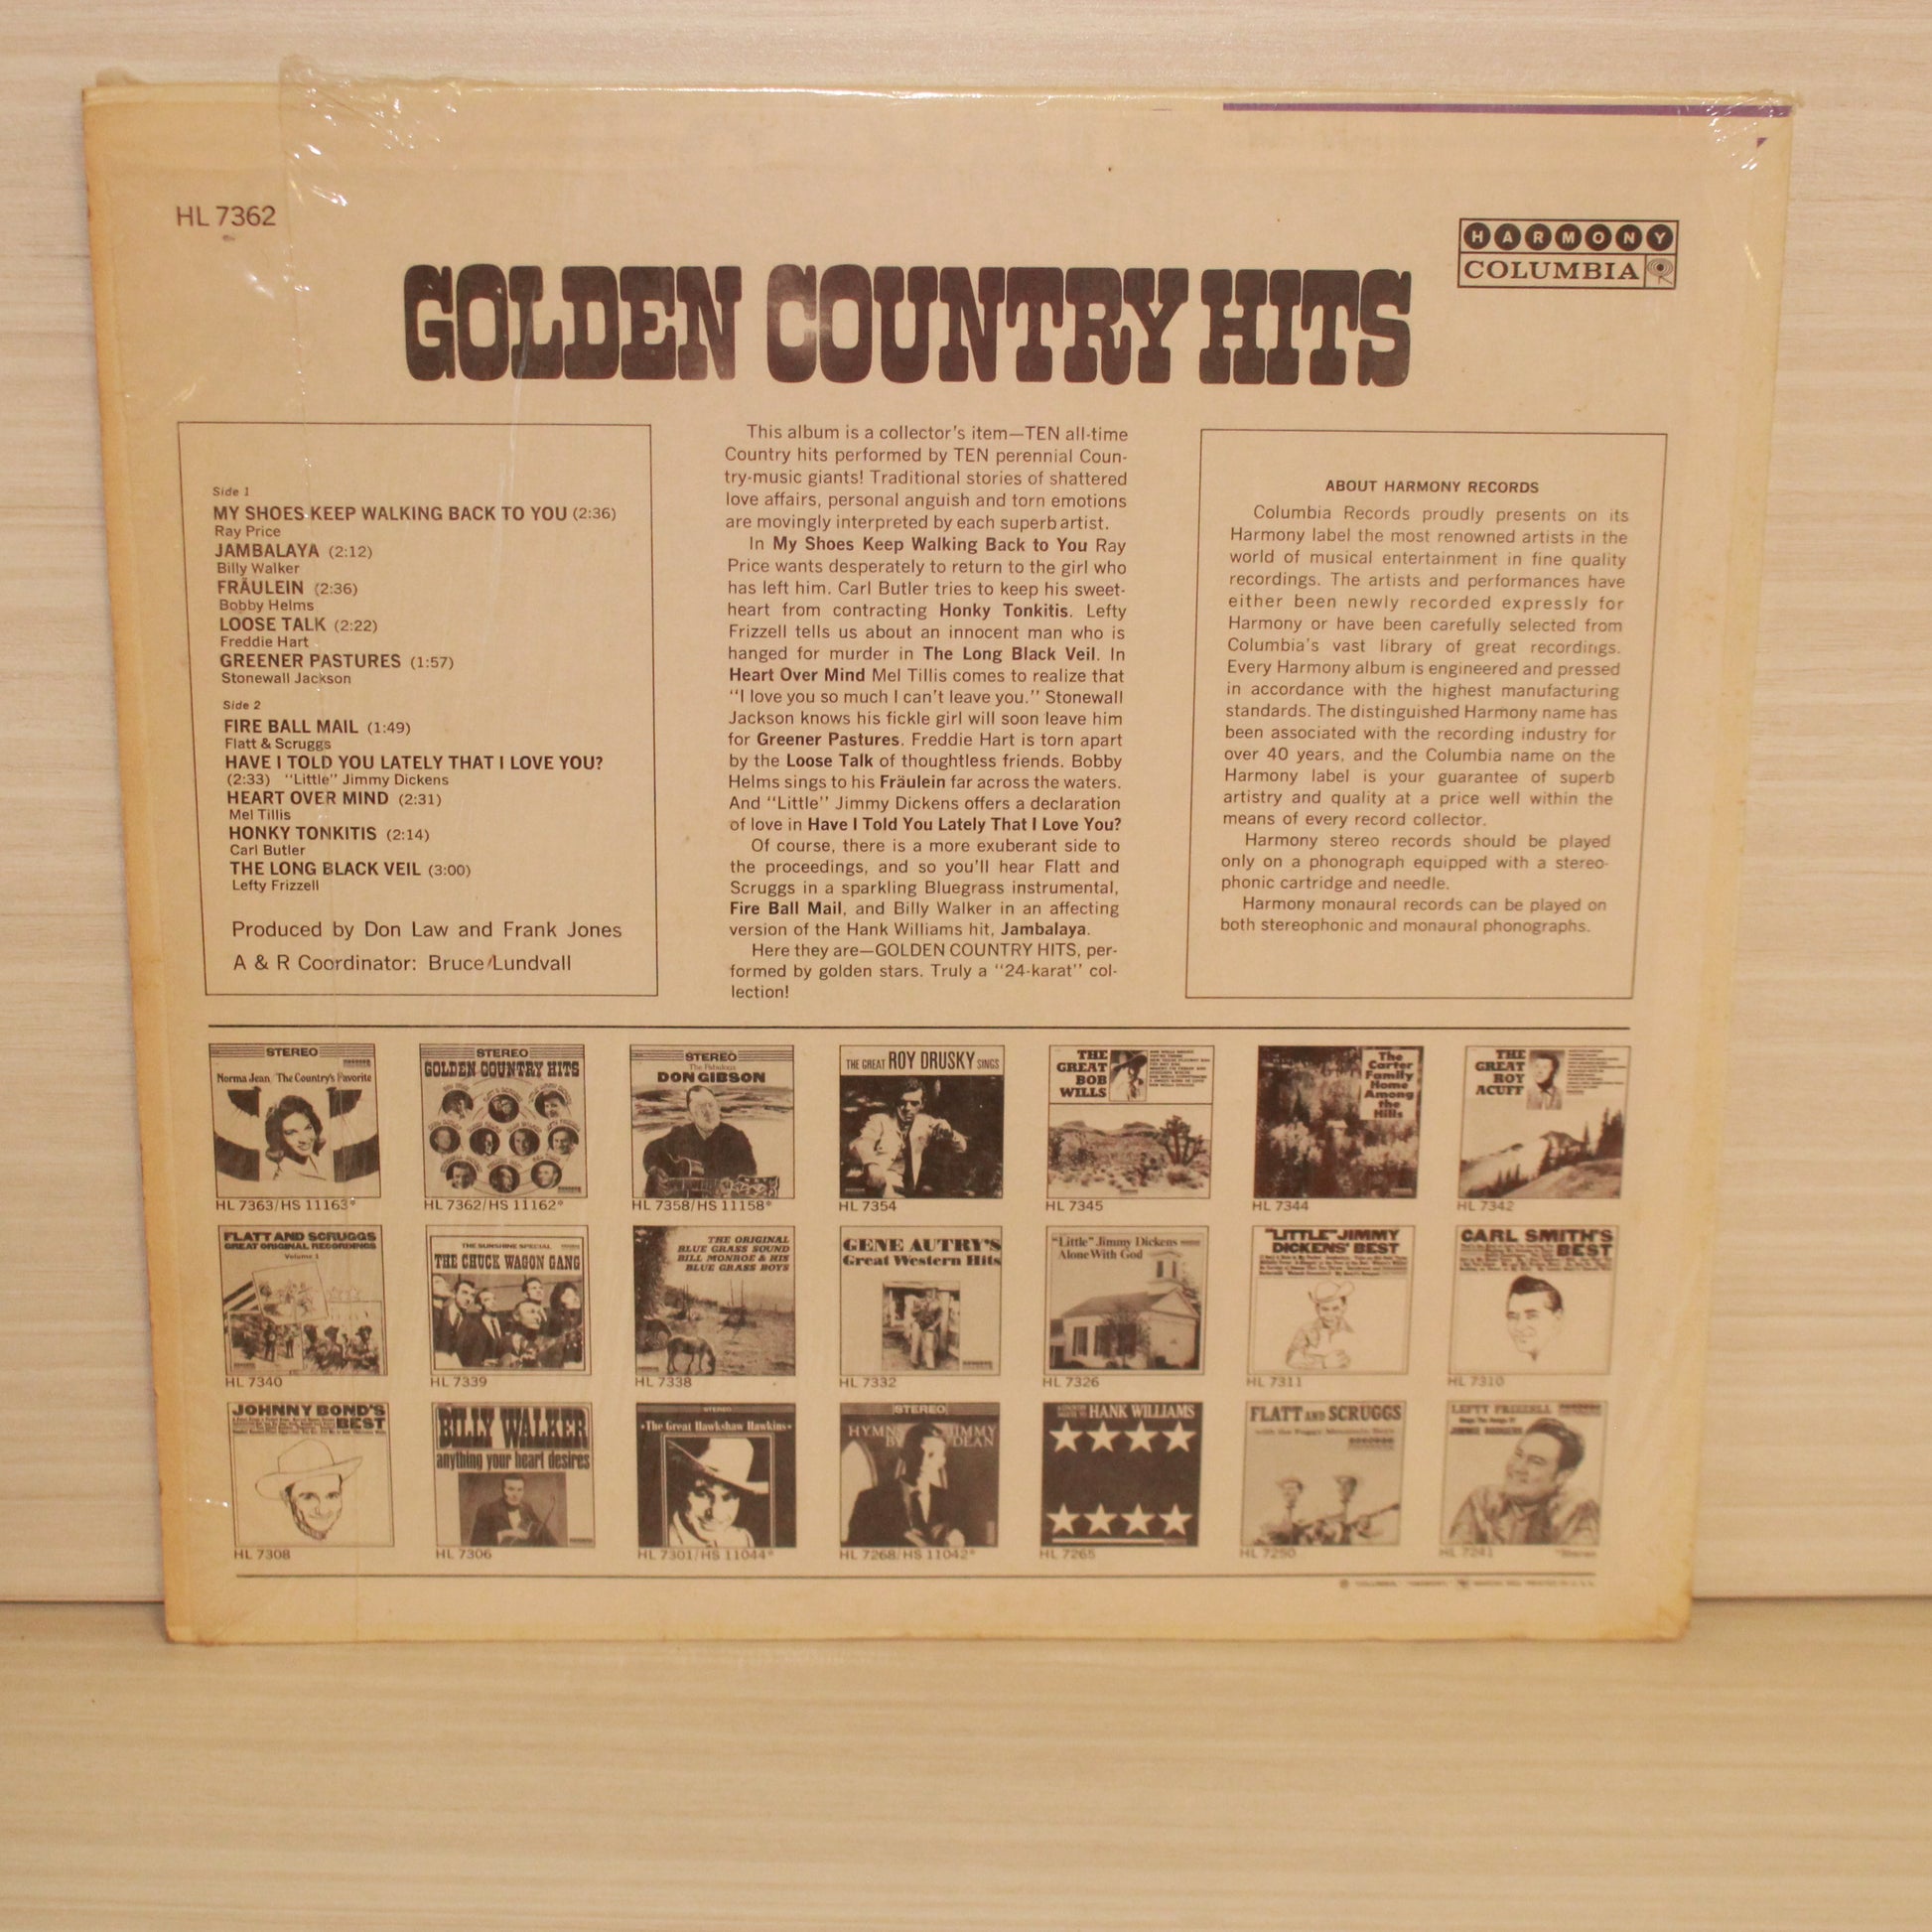 HL 7362
HARMONY
COLUMBIA
GOLDEN COUNTRY HITS
Side 1
MY SHOES KEEP WALKING BACK TO YOU (2:36)
Ray Price
JAMBALAYA (2:12)
Billy Walker
FRÄULEIN (2:36)
Bobby Helms
LOOSE TALK (2:22)
Freddie Hart
GREENER PASTURES (1:57)
Stonewall Jackson
Side 2
FIRE BALL MAIL (1:49)
Flatt & Scruggs
HAVE I TOLD YOU LATELY THAT I LOVE YOU?
(2:33) "Little" Jimmy Dickens
HEART OVER MIND (2:31)
Mel Tillis
HONKY TONKITIS (2:14)
Carl Butler
THE LONG BLACK VEIL (3:00)
Lefty Frizzell
Produced by Don Law and Frank Jones
A & R Coordinator: Bruce Lundvall
This album is a collector's item—TEN all-time
Country hits performed by TEN perennial Coun-
try-music giants! Traditional stories of shattered
love affairs, personal anguish and torn emotions
are movingly interpreted by each superb artist.
In My Shoes Keep Walking Back to You Ray
Price wants desperately to return to the girl who
has left him. Carl Butler tries to keep his sweet-
heart from contracting Honky Tonkitis. Lefty
Frizzell tells us about an innocent man who is
hanged for murder in The Long Black Veil. In
Heart Over Mind Mel Tillis comes to realize that
"I love you so much I can't leave you." Stonewall
Jackson knows his fickle girl will soon leave him
for Greener Pastures. Freddie Hart is torn apart
by the Loose Talk of thoughtless friends. Bobby
Helms sings to his Fräulein far across the waters.
And "Little" Jimmy Dickens offers a declaration
of love in Have I Told You Lately That I Love You?
Of course, there is a more exuberant side to
the proceedings, and so you'll hear Flatt and
Scruggs in a sparkling Bluegrass instrumental,
Fire Ball Mail, and Billy Walker in an affecting
version of the Hank Williams hit, Jambalaya.
Here they are—GOLDEN COUNTRY HITS, per-
formed by golden stars. Truly a "24-karat" col-
lection!
ABOUT HARMONY RECORDS
Columbia Records proudly presents on its
Harmony label the most renowned artists in the
world of musical entertainment in fine quality
recordings. The artists and performances have
either been newly recorded expressly for
Harmony or have been carefully selected from
Columbia's vast library of great recordings.
Every Harmony album is engineered and pressed
in accordance with the highest manufacturing
standards. The distinguished Harmony name has
been associated with the recording industry for
over 40 years, and the Columbia name on the
Harmony label is your guarantee of superb
artistry and quality at a price well within the
means of every record collector.
Harmony stereo records should be played
only on a phonograph equipped with a stereo-
phonic cartridge and needle.
Harmony monaural records can be played on
both stereophonic and monaural phonographs.
STEREO
Norma Jean/The Country's Favorite
HL 7363/HS 11163*
STEREO
GOLDEN COUNTRY HITS
HL 7362/HS 11162*
STEREO
The Fabulous
DON GIBSON
HL 7358/HS 11158*
THE GREAT ROY DRUSKY SINGS
HL 7354
THE
GREAT
BOB
WILLS
HL 7345
The
Carter
Family
Home
Among
the
Hills
HL 7344
THE
GREAT
ROY
ACUFF
HL 7342
FLATT AND SCRUGGS
GREAT ORIGINAL RECORDINGS
Volume 1
HL 7340
THE SUNSHINE SPECIAL
THE CHUCK WAGON GANG
HL 7339
THE ORIGINAL
BLUE GRASS SOUND
BILL MONROE & HIS
BLUE GRASS BOYS
HL 7338
GENE AUTRY'S
Great Western Hits
HL 7332
"Little" Jimmy Dickens
Alone With God
HL 7326
"LITTLE" JIMMY
DICKENS' BEST
HL 7311
CARL SMITH'S
BEST
HL 7310
JOHNNY BOND'S
BEST
HL 7308
BILLY WALKER
anything your heart desires
HL 7306
STEREO
The Great Hawkshaw Hawkins
HL 7301/HS 11044*
STEREO
HYMNS
BY JIMMY
DEAN
HL 7268/HS 11042*
HANK WILLIAMS
HL 7265
FLATT AND SCRUGGS
with the Foggy Mountain Boys
HL 7250
LEFTY FRIZZELL
Sings The Songs Of
JIMMIE RODGERS
HL 7241
*Stereo